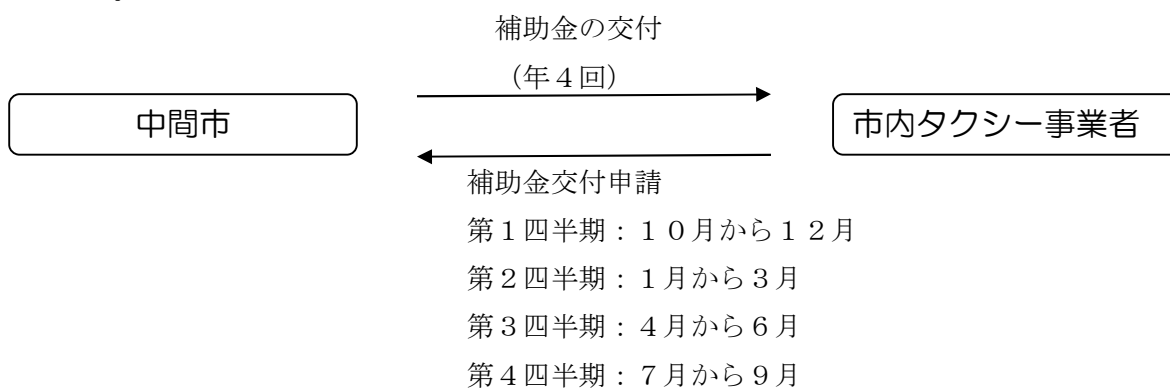 補助金の交付
（年４回）
中間市
市内タクシー事業者
補助金交付申請
第１四半期：１０月から１２月
第２四半期：１月から３月
第３四半期：４月から６月
第４四半期：７月から９月